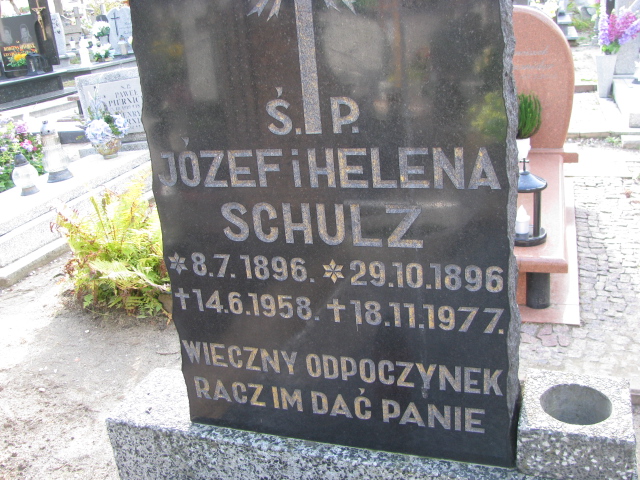 Ś. P.
JÓZEF i HELENA
SCHULZ
* 8.7.1896. * 29.10.1896
† 14.6.1958. † 18.11.1977.
WIECZNY ODPOCZYNEK
RACZ IM DAĆ PANIE
PAWEŁ